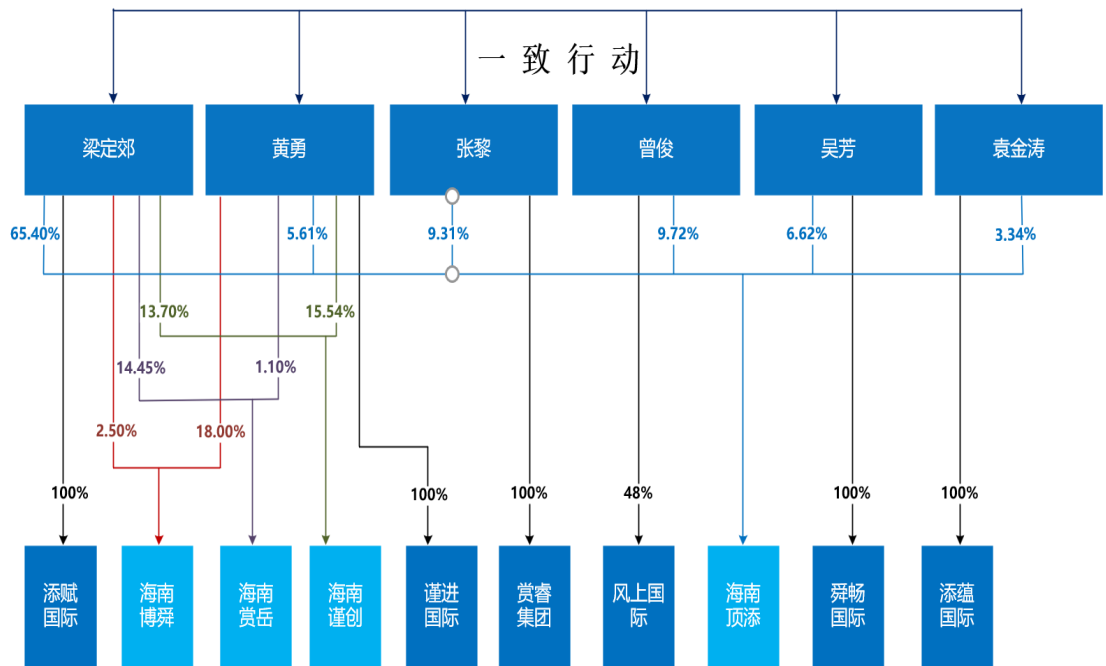 一致行动
梁定郊
黄勇
张黎
曾俊
吴芳
袁金涛
65.40%
5.61%
9.31%
9.72%
6.62%
3.34%
13.70%
15.54%
14.45%
1.10%
2.50%
18.00%
100%
100%
100%
48%
100%
100%
添赋
国际
海南
博舜
海南
赏岳
海南
谨创
谨进
国际
赏睿
集团
风上国
际
海南
顶添
舜畅
国际
添蕴
国际